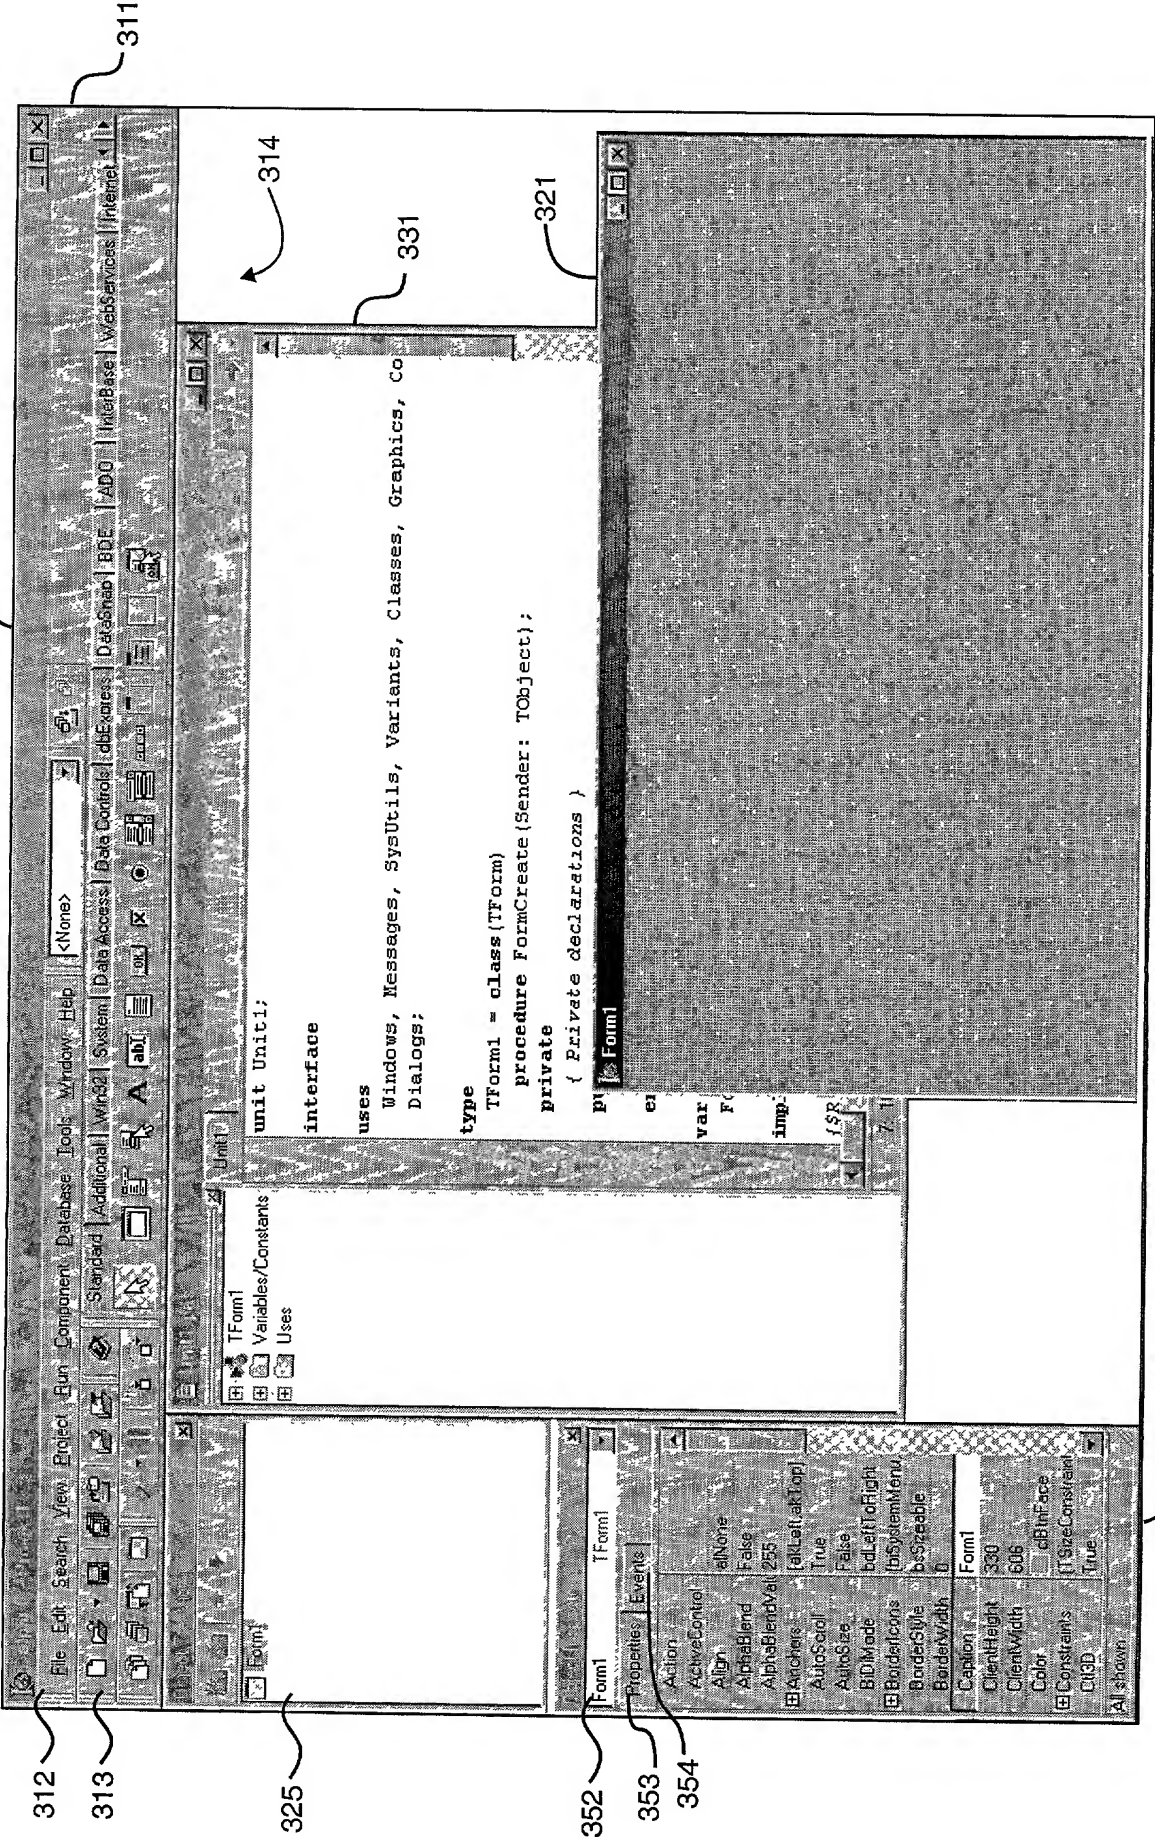 311
312
File Edit Search View Project Run Component Database Tools Window Help
<None>
313
Standard Additional Win32 System Data Access Data Controls dbExpress DataSnap BDE ADO InterBase WebServices Internet
A ab OK OK
314
325
Form1
TForm1
Variables/Constants
Uses
Unit1
331
unit Unit1;
interface
uses
Windows, Messages, SysUtils, Variants, Classes, Graphics, Co
Dialogs;
type
TForm1 = class(TForm)
procedure FormCreate(Sender: TObject);
private
{ Private declarations }
var
imp
{$R
321
Form1
352
Form1 TForm1
353
Properties Events
354
Action
ActiveControl
Align alNone
AlphaBlend False
AlphaBlendVal 255
Anchors [akLeft,akTop]
AutoScroll True
AutoSize False
BiDiMode bdLeftToRight
BorderIcons [biSystemMenu,
BorderStyle bsSizeable
BorderWidth 0
Caption Form1
ClientHeight 330
ClientWidth 606
Color clBtnFace
Constraints (TSizeConstraint
Ctl3D True
All shown